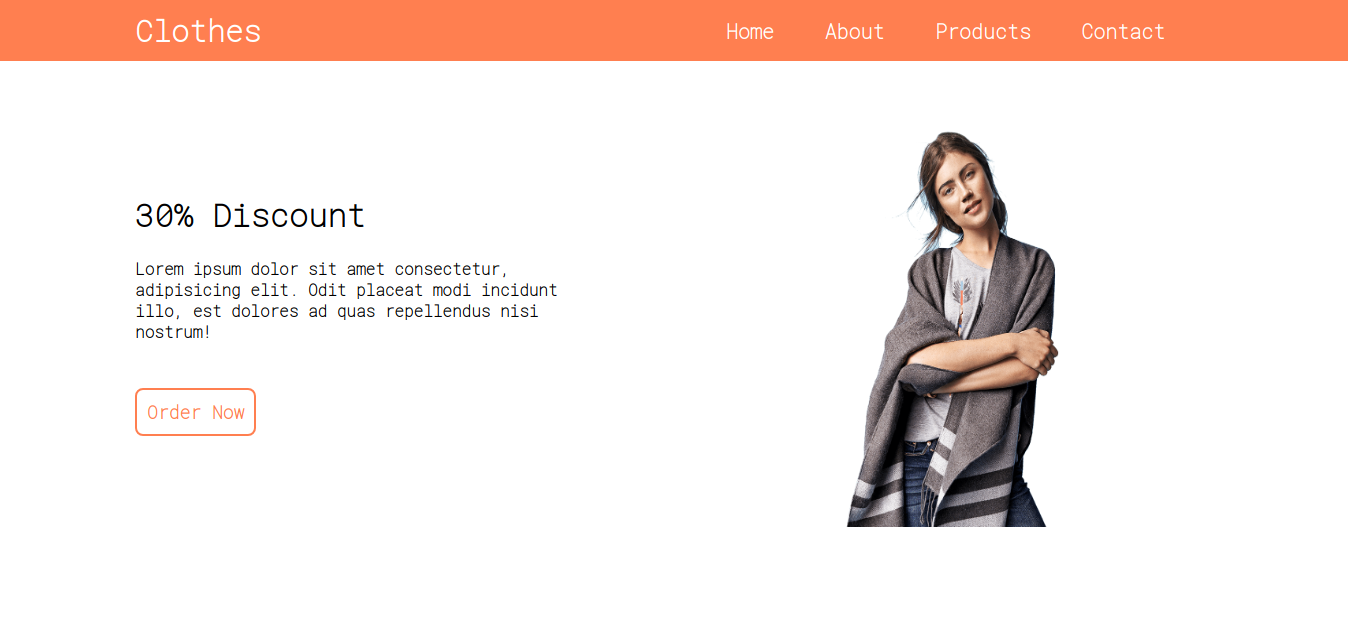 Clothes
Home About Products Contact
30% Discount
Lorem ipsum dolor sit amet consectetur,
adipisicing elit. Odit placeat modi incidunt
illo, est dolores ad quas repellendus nisi
nostrum!
Order Now